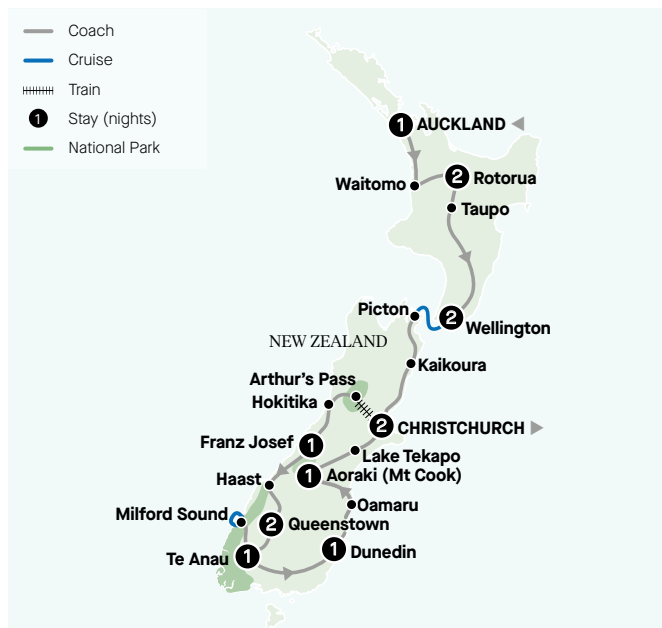 Coach
Cruise
Train
1 Stay (nights)
National Park
1 AUCKLAND
Waitomo
2 Rotorua
Taupo
Picton
2 Wellington
NEW ZEALAND
Kaikoura
Arthur's Pass
Hokitika
2 CHRISTCHURCH
Franz Josef 1
Lake Tekapo
1 Aoraki (Mt Cook)
Haast
Oamaru
Milford Sound
2 Queenstown
Te Anau 1
1 Dunedin